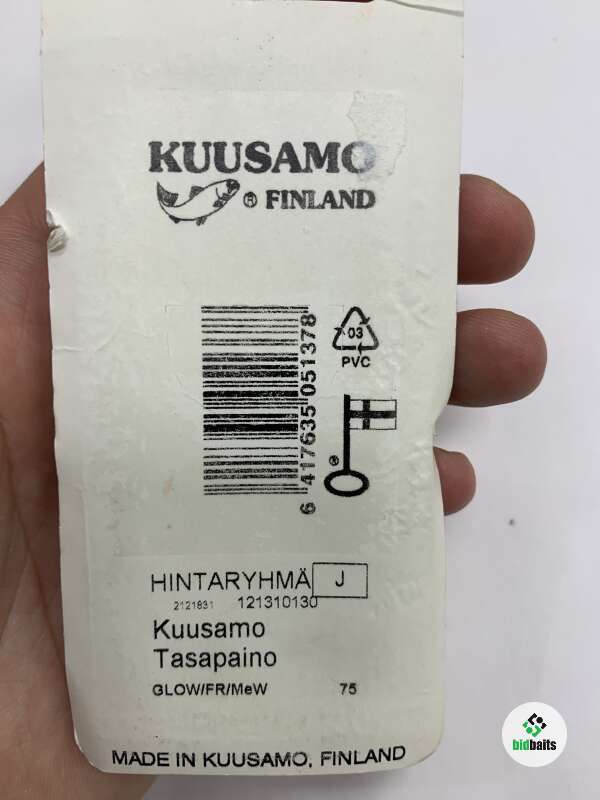 KUUSAMO
® FINLAND
6 417635 051378
03
PVC
®
HINTARYHMÄ J
2121831 121310130
Kuusamo
Tasapaino
GLOW/FR/MeW 75
MADE IN KUUSAMO, FINLAND
bidbaits